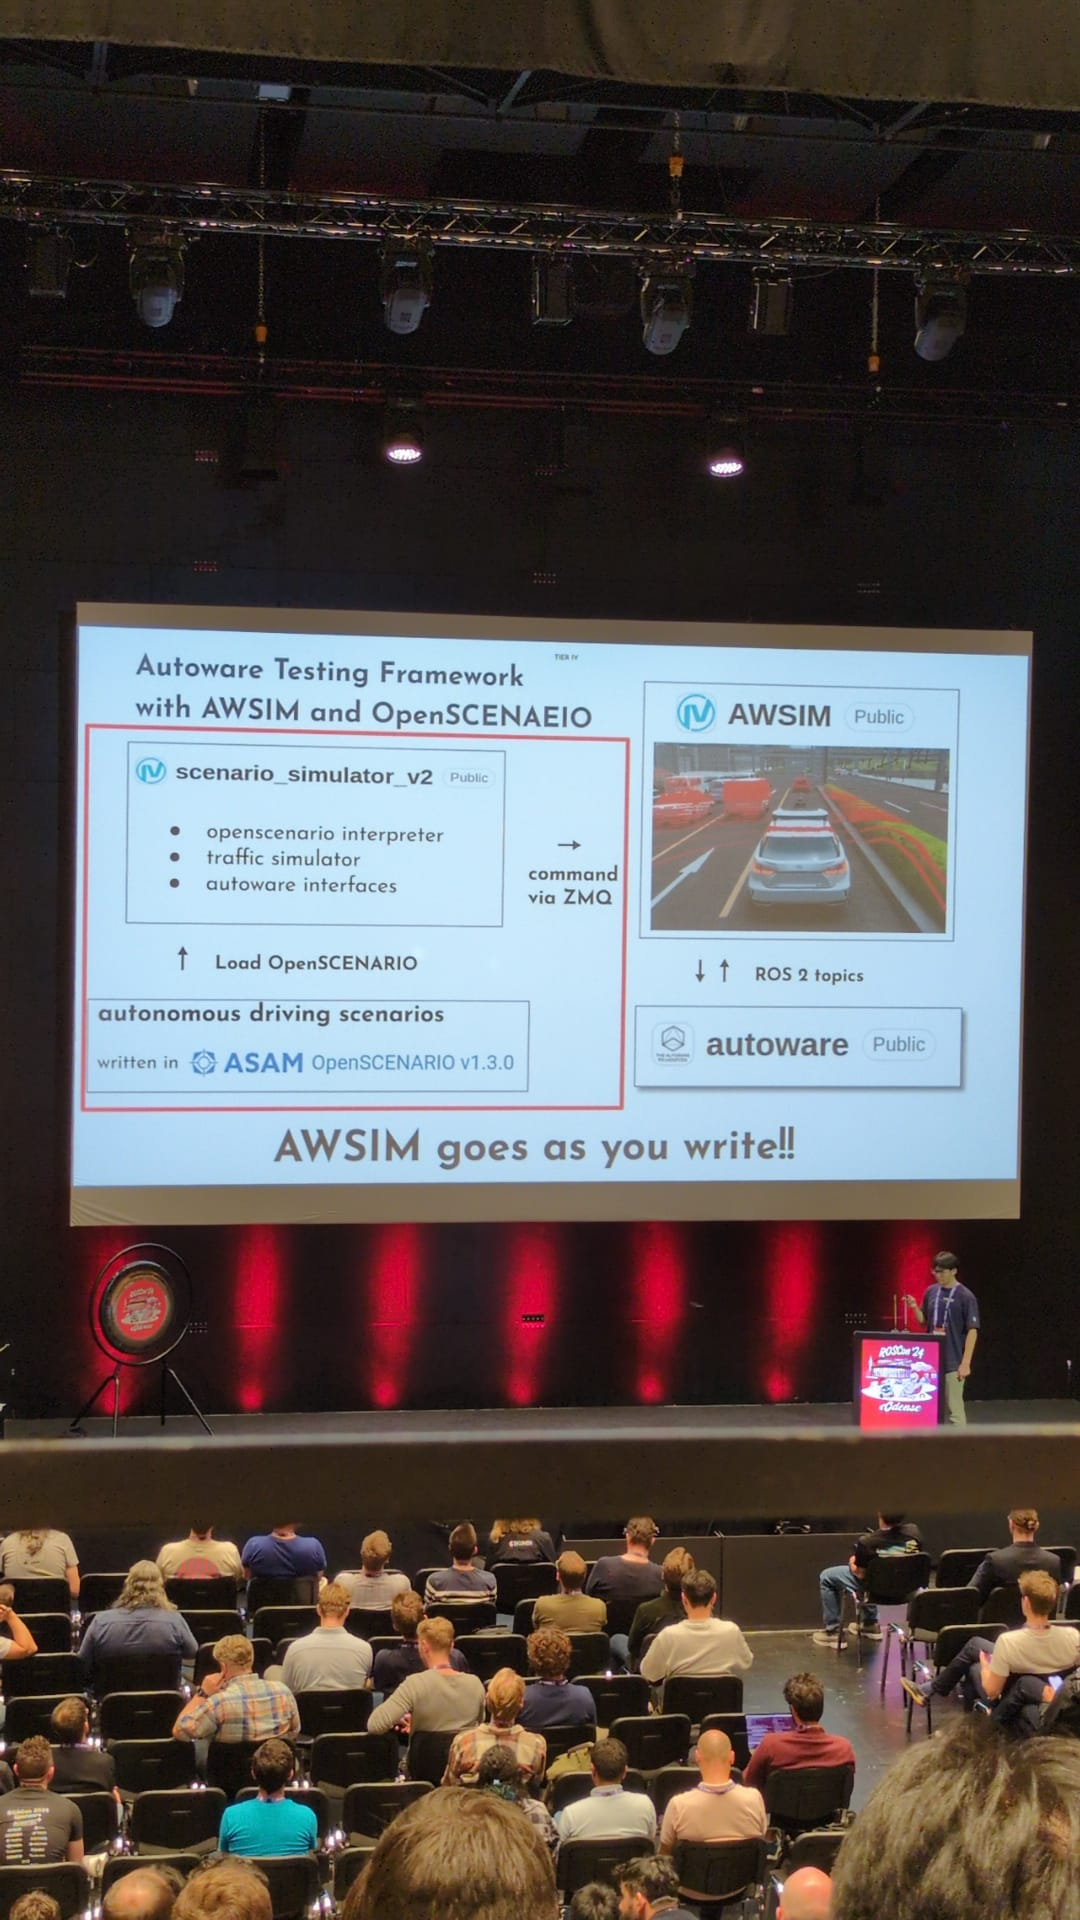 TIER IV
Autoware Testing Framework
with AWSIM and OpenSCENAEIO
scenario_simulator_v2 Public
openscenario interpreter
traffic simulator
autoware interfaces
→
command
via ZMQ
↑ Load OpenSCENARIO
autonomous driving scenarios
written in ASAM OpenSCENARIO v1.3.0
AWSIM Public
↓ ↑ ROS 2 topics
autoware Public
AWSIM goes as you write!!
ROSCon'24
Odense